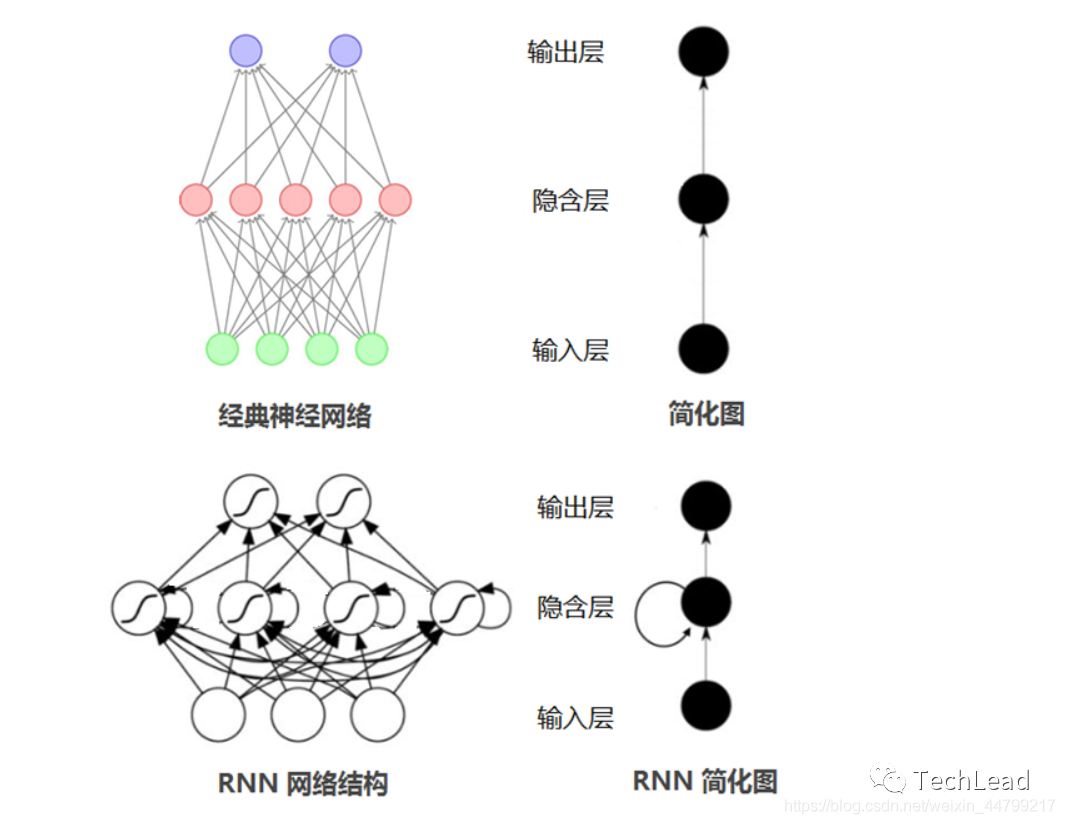 输出层
隐含层
输入层
经典神经网络
简化图
输出层
隐含层
输入层
RNN 网络结构
RNN 简化图
TechLead
https://blog.csdn.net/weixin_44799217